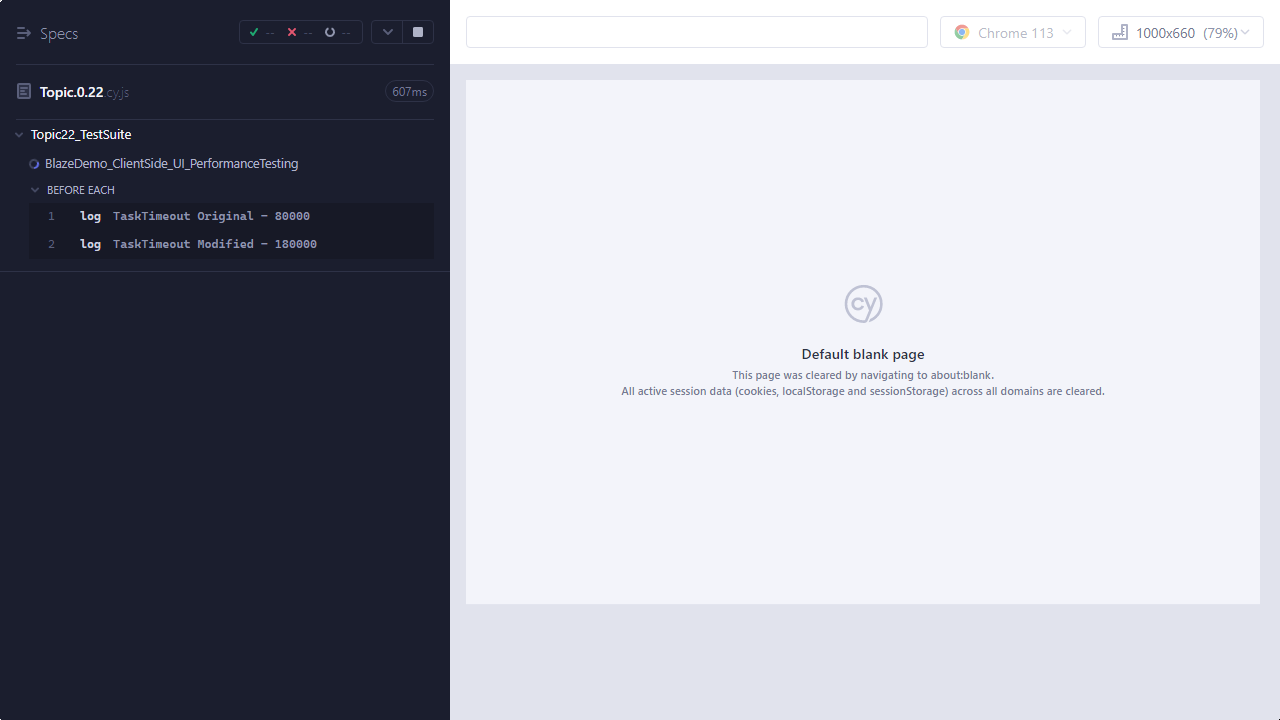 Specs
--
--
--
Topic.0.22.cy.js
607ms
Topic22_TestSuite
BlazeDemo_ClientSide_UI_PerformanceTesting
BEFORE EACH
1 log TaskTimeout Original - 80000
2 log TaskTimeout Modified - 180000
Chrome 113
1000x660 (79%)
cy
Default blank page
This page was cleared by navigating to about:blank.
All active session data (cookies, localStorage and sessionStorage) across all domains are cleared.